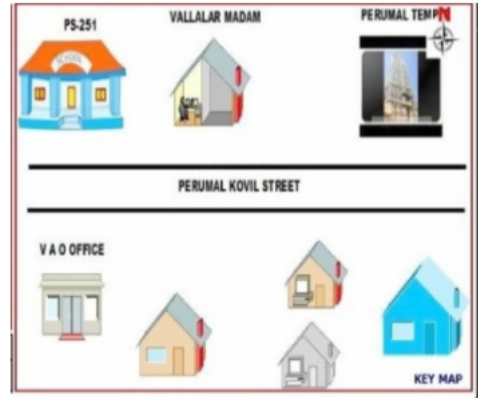 PS-251
VALLALAR MADAM
PERUMAL TEMP
N
SCHOOL
PERUMAL KOVIL STREET
V A O OFFICE
KEY MAP